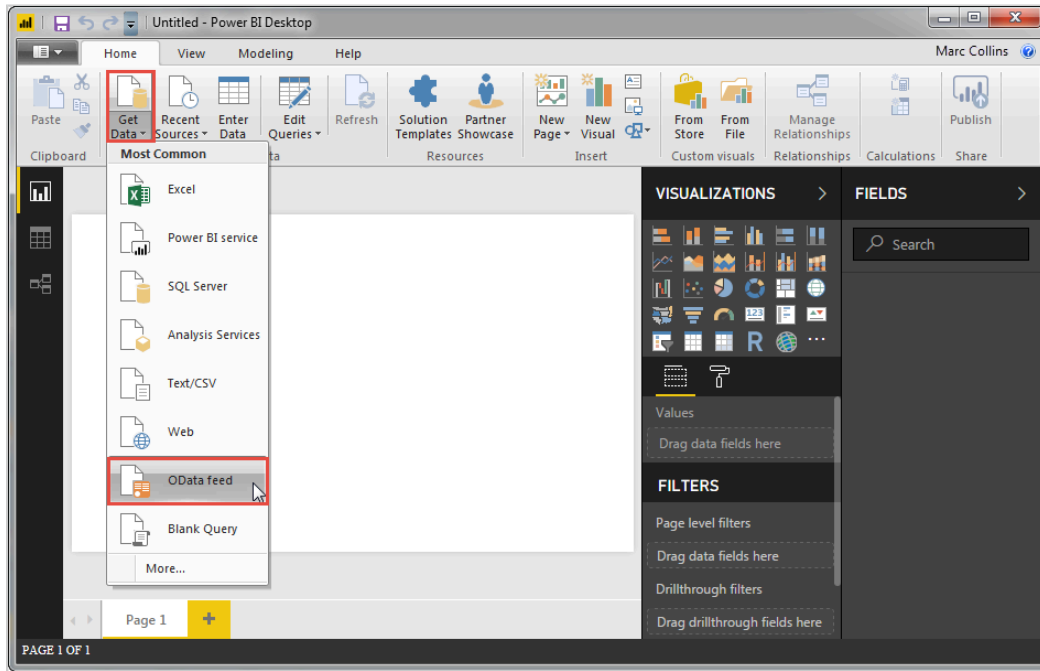 Untitled - Power BI Desktop
Home View Modeling Help Marc Collins
Paste
Get Data
Recent Sources
Enter Data
Edit Queries
Refresh
Solution Templates
Partner Showcase
New Page
New Visual
From Store
From File
Manage Relationships
Publish
Clipboard ta Resources Insert Custom visuals Relationships Calculations Share
Most Common
Excel
Power BI service
SQL Server
Analysis Services
Text/CSV
Web
OData feed
Blank Query
More...
VISUALIZATIONS
123
R
Values
Drag data fields here
FILTERS
Page level filters
Drag data fields here
Drillthrough filters
Drag drillthrough fields here
FIELDS
Search
Page 1
PAGE 1 OF 1